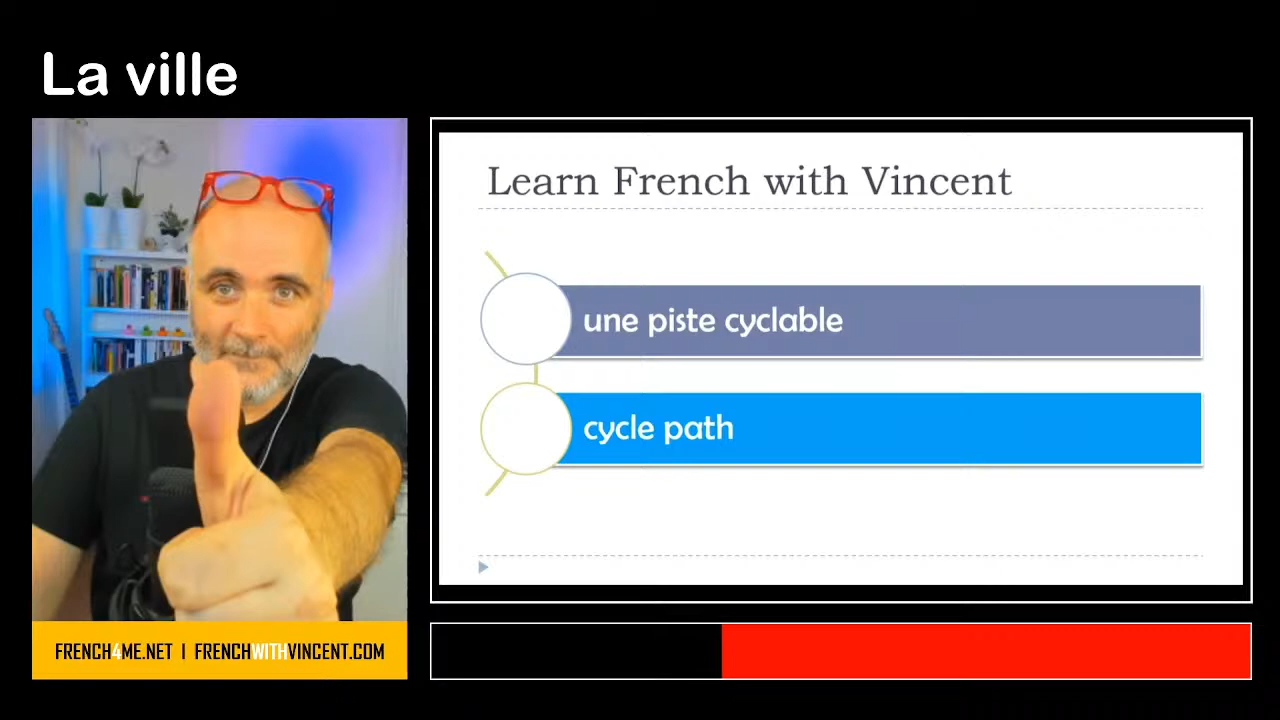 La ville
Learn French with Vincent
une piste cyclable
cycle path
FRENCH4ME.NET | FRENCHWITHVINCENT.COM